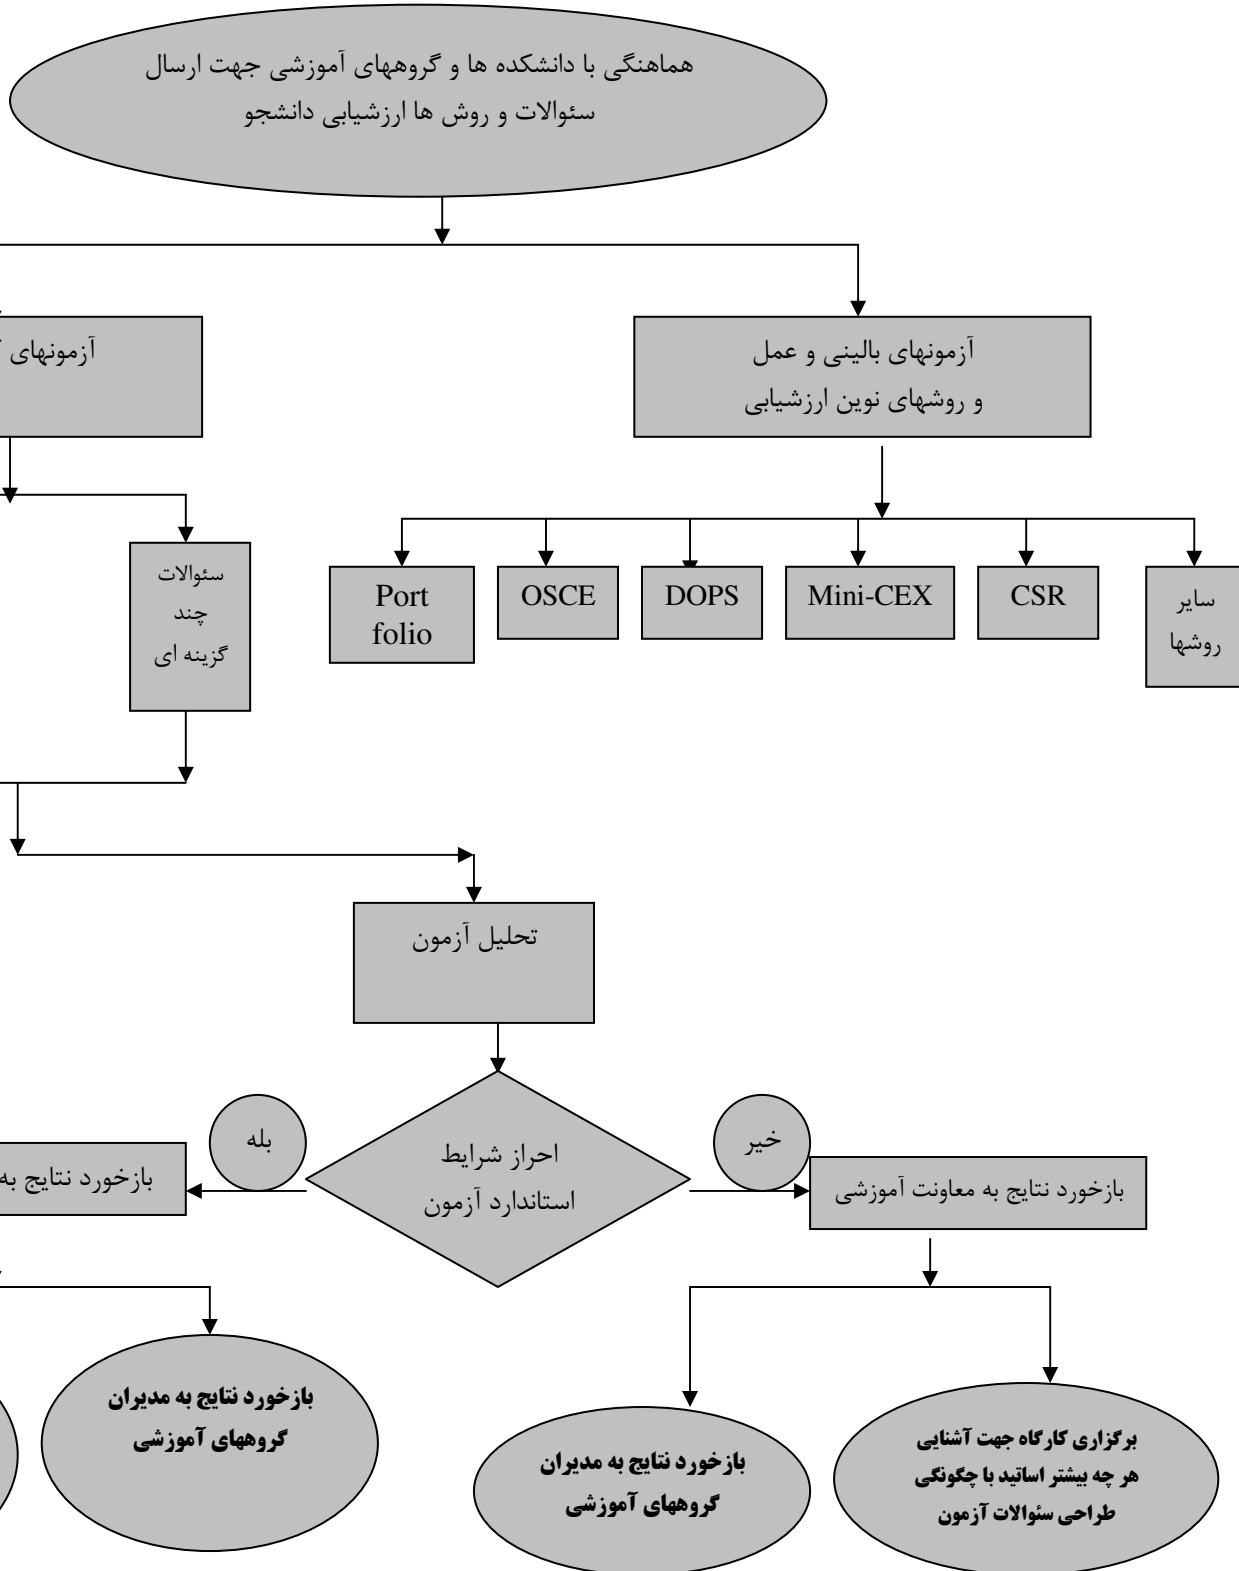 هماهنگی با دانشکده ها و گروههای آموزشی جهت ارسال
سئوالات و روش ها ارزشیابی دانشجو
آزمونهای بالینی و عمل
و روشهای نوین ارزشیابی
آزمونهای
سایر
روشها
CSR
Mini-CEX
DOPS
OSCE
Port
folio
سئوالات
چند
گزینه ای
تحلیل آزمون
احراز شرایط
استاندارد آزمون
خیر
بله
بازخورد نتایج به معاونت آموزشی
بازخورد نتایج به
برگزاری کارگاه جهت آشنایی
هر چه بیشتر اساتید با چگونگی
طراحی سئوالات آزمون
بازخورد نتایج به مدیران
گروههای آموزشی
بازخورد نتایج به مدیران
گروههای آموزشی